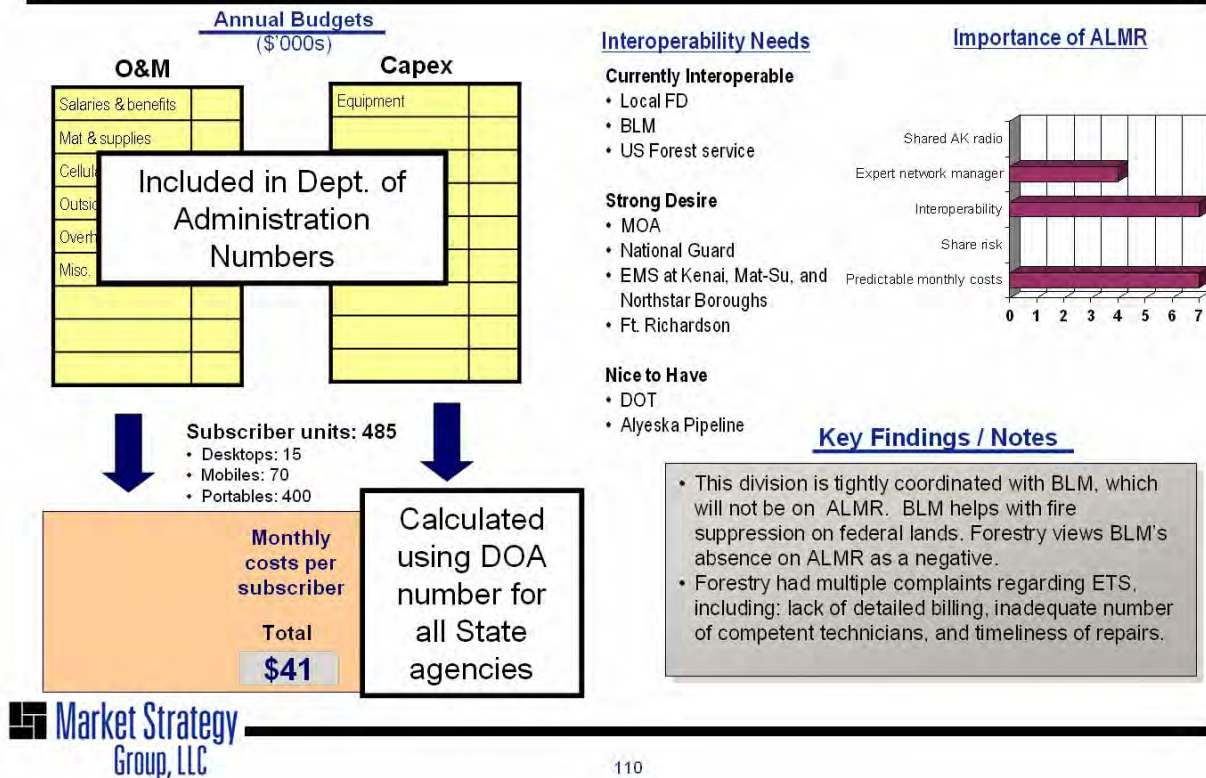 Annual Budgets
($'000s)
O&M
Salaries & benefits
Mat & supplies
Cellul
Outsid
Overh
Misc.
Capex
Equipment
Included in Dept. of
Administration
Numbers
Subscriber units: 485
• Desktops: 15
• Mobiles: 70
• Portables: 400
Monthly
costs per
subscriber
Total
$41
Calculated
using DOA
number for
all State
agencies
Interoperability Needs
Currently Interoperable
• Local FD
• BLM
• US Forest service
Strong Desire
• MOA
• National Guard
• EMS at Kenai, Mat-Su, and
Northstar Boroughs
• Ft. Richardson
Nice to Have
• DOT
• Alyeska Pipeline
Importance of ALMR
Shared AK radio
Expert network manager
Interoperability
Share risk
Predictable monthly costs
0 1 2 3 4 5 6 7
Key Findings / Notes
• This division is tightly coordinated with BLM, which
will not be on ALMR. BLM helps with fire
suppression on federal lands. Forestry views BLM's
absence on ALMR as a negative.
• Forestry had multiple complaints regarding ETS,
including: lack of detailed billing, inadequate number
of competent technicians, and timeliness of repairs.
Market Strategy
Group, LLC
110